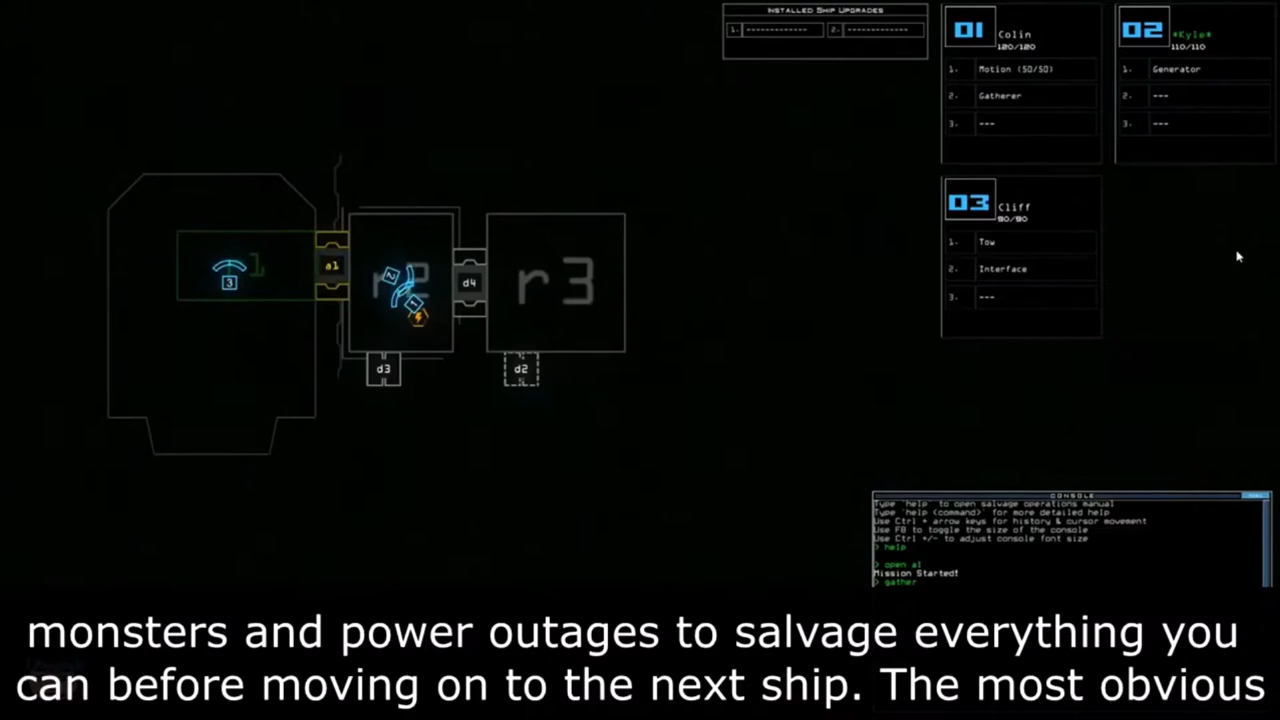 INSTALLED SHIP UPGRADES
1. ------------- 2. -------------
01 Colin
120/120
1. Motion (50/50)
2. Gatherer
3. ---
02 *Kyle*
110/110
1. Generator
2. ---
3. ---
03 Cliff
90/90
1. Tow
2. Interface
3. ---
1
3
a1
r2
2
1
d4
r3
d3
d2
CONSOLE
Type 'help' to open salvage operations manual
Type 'help (command)' for more detailed help
Use Ctrl + arrow keys for history & cursor movement
Use F8 to toggle the size of the console
Use Ctrl +/- to adjust console font size
> help
> open a1
Mission Started!
> gather
monsters and power outages to salvage everything you
can before moving on to the next ship. The most obvious